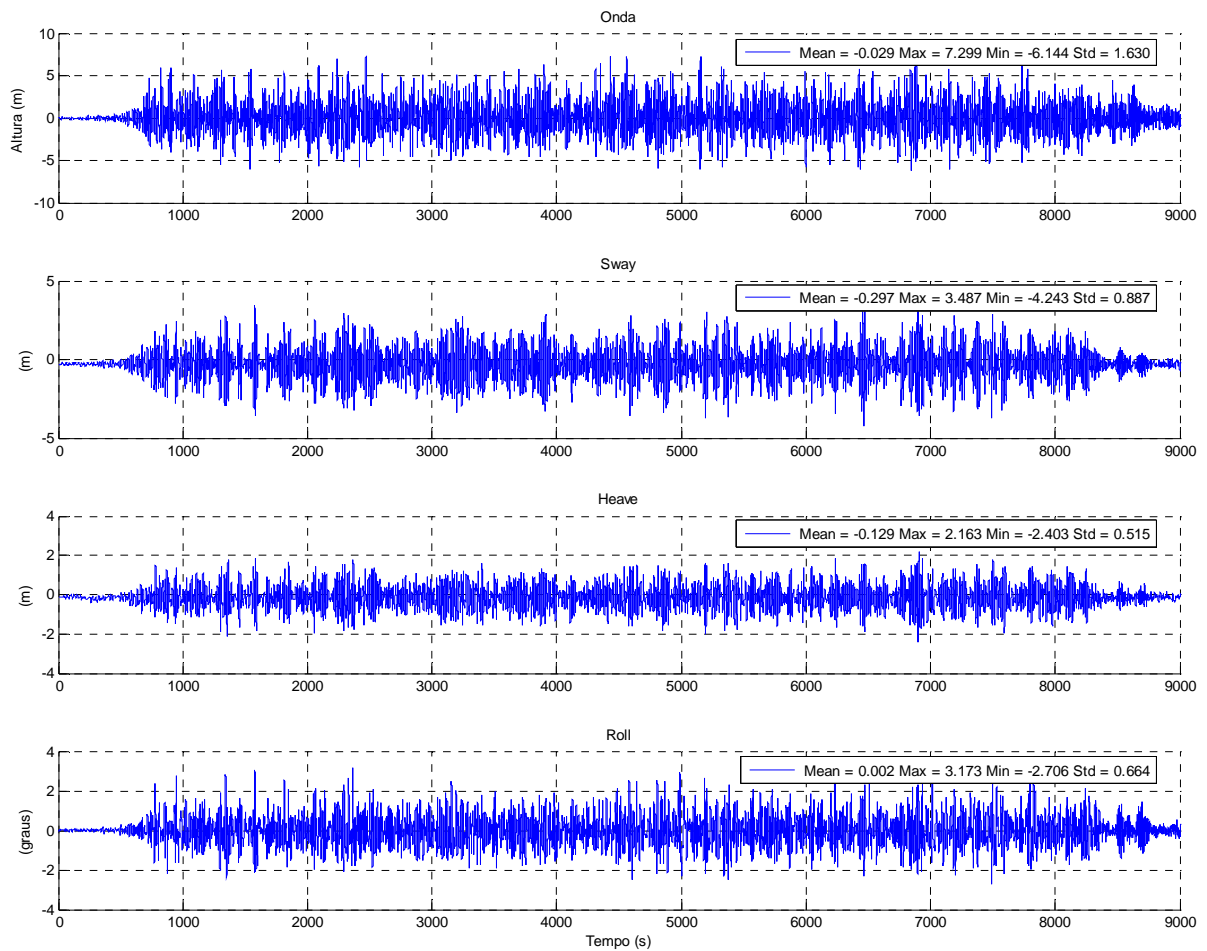 Onda
Mean = -0.029 Max = 7.299 Min = -6.144 Std = 1.630
Altura (m)
10
5
0
-5
-10
0 1000 2000 3000 4000 5000 6000 7000 8000 9000
Sway
Mean = -0.297 Max = 3.487 Min = -4.243 Std = 0.887
(m)
5
0
-5
0 1000 2000 3000 4000 5000 6000 7000 8000 9000
Heave
Mean = -0.129 Max = 2.163 Min = -2.403 Std = 0.515
(m)
4
2
0
-2
-4
0 1000 2000 3000 4000 5000 6000 7000 8000 9000
Roll
Mean = 0.002 Max = 3.173 Min = -2.706 Std = 0.664
(graus)
4
2
0
-2
-4
0 1000 2000 3000 4000 5000 6000 7000 8000 9000
Tempo (s)